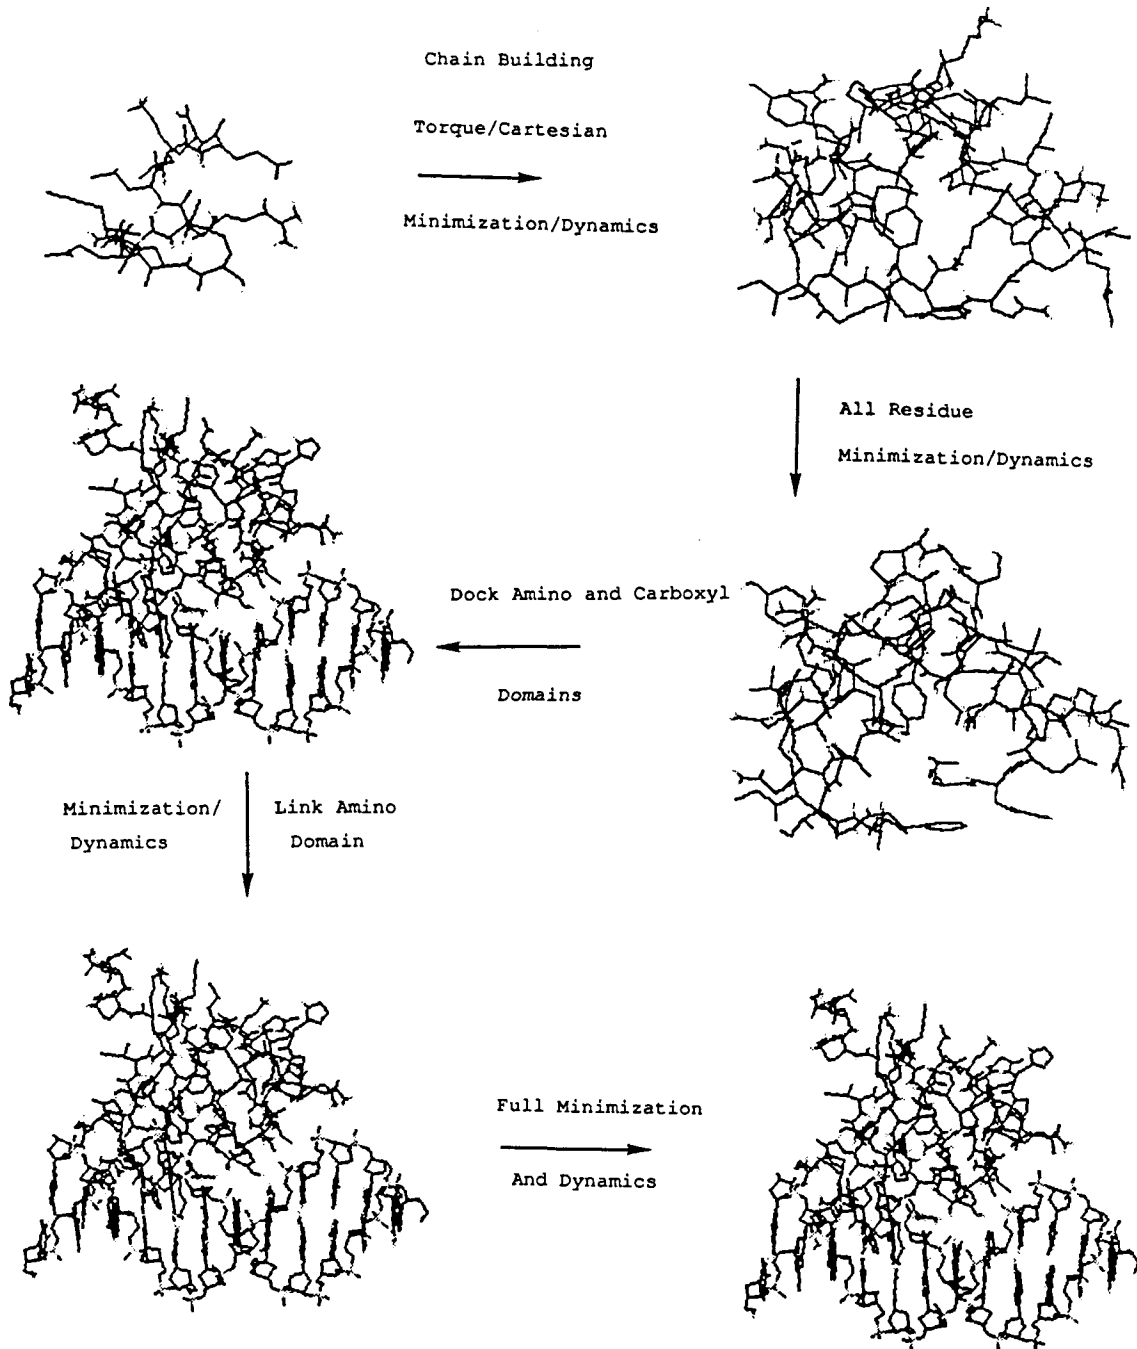 Chain Building
Torque/Cartesian
Minimization/Dynamics
All Residue
Minimization/Dynamics
Dock Amino and Carboxyl
Domains
Minimization/
Dynamics
Link Amino
Domain
Full Minimization
And Dynamics